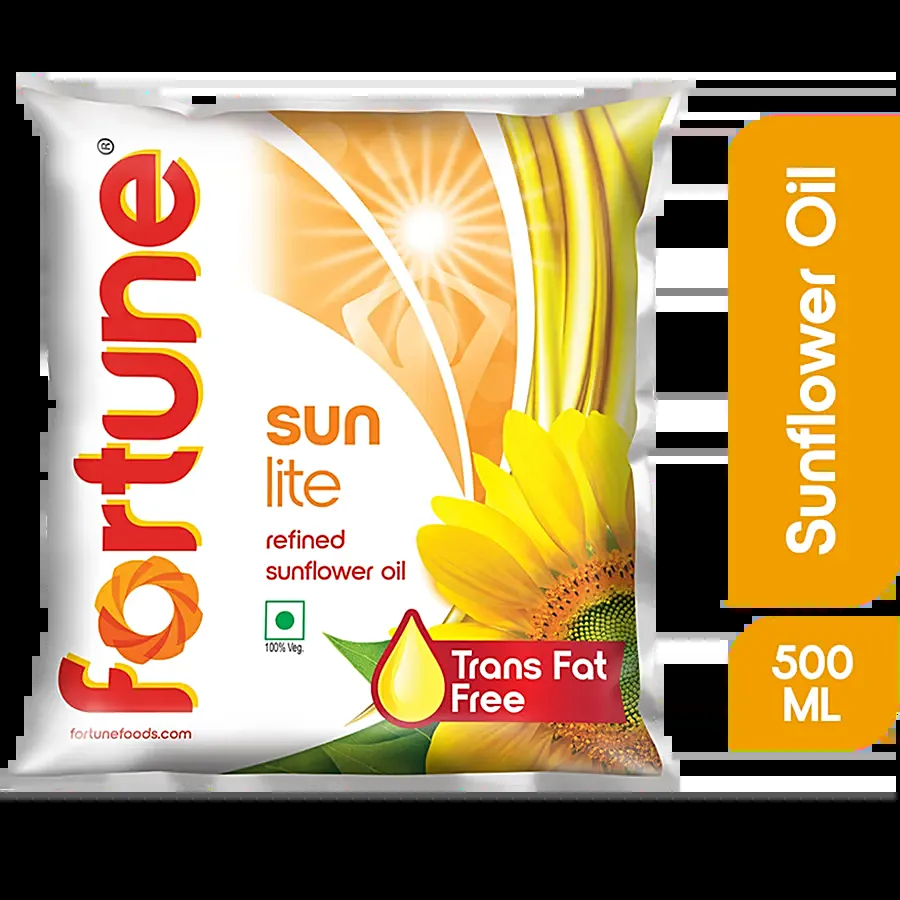 fortune®
sun
lite
refined
sunflower oil
100% Veg.
Trans Fat
Free
fortunefoods.com
Sunflower Oil
500
ML